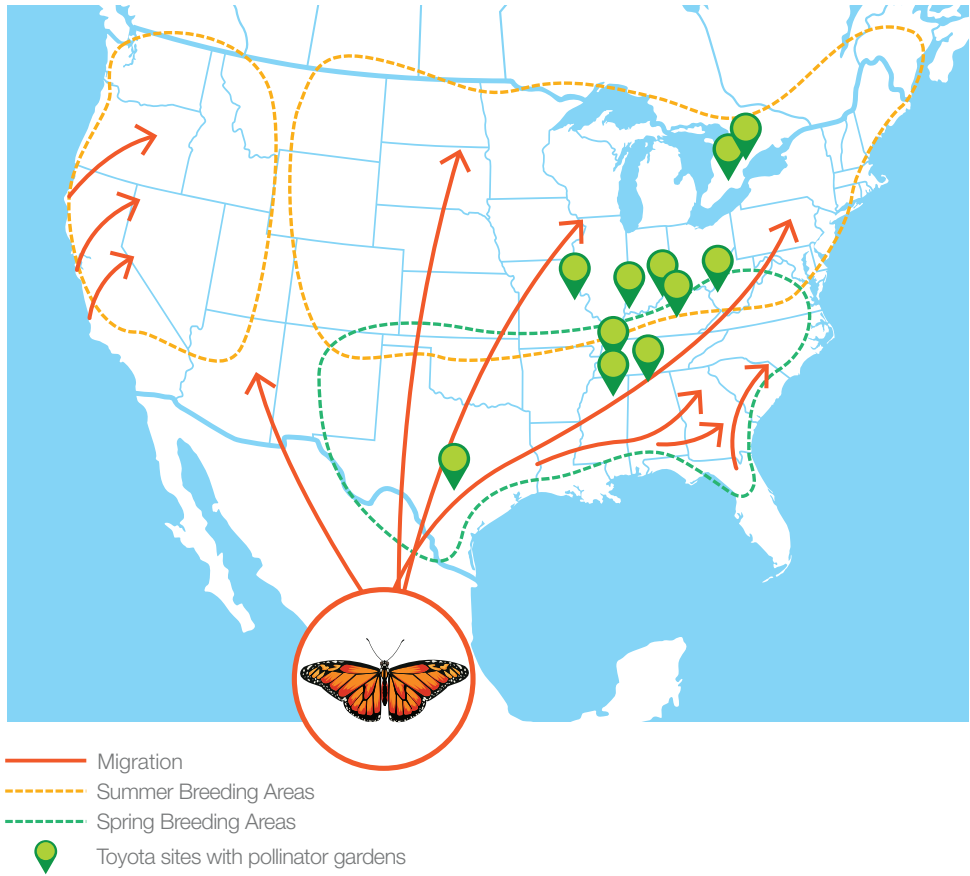 Migration
Summer Breeding Areas
Spring Breeding Areas
Toyota sites with pollinator gardens